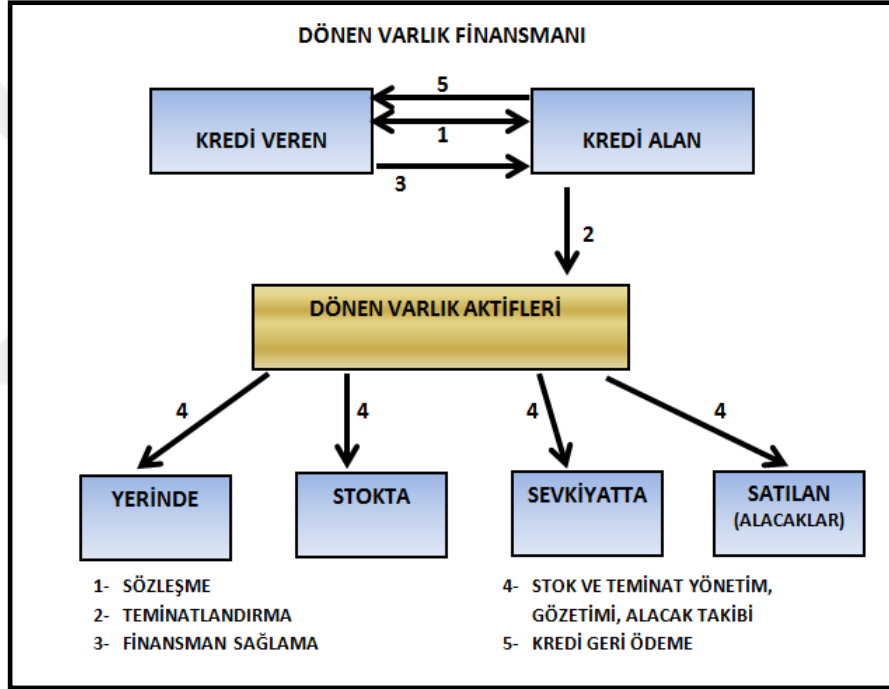 DÖNEN VARLIK FİNANSMANI
5
KREDİ VEREN
1
KREDİ ALAN
3
2
DÖNEN VARLIK AKTİFLERİ
4
4
4
4
YERİNDE
STOKTA
SEVKİYATTA
SATILAN
(ALACAKLAR)
1- SÖZLEŞME
2- TEMİNATLANDIRMA
3- FİNANSMAN SAĞLAMA
4- STOK VE TEMİNAT YÖNETİM,
GÖZETİMİ, ALACAK TAKİBİ
5- KREDİ GERİ ÖDEME